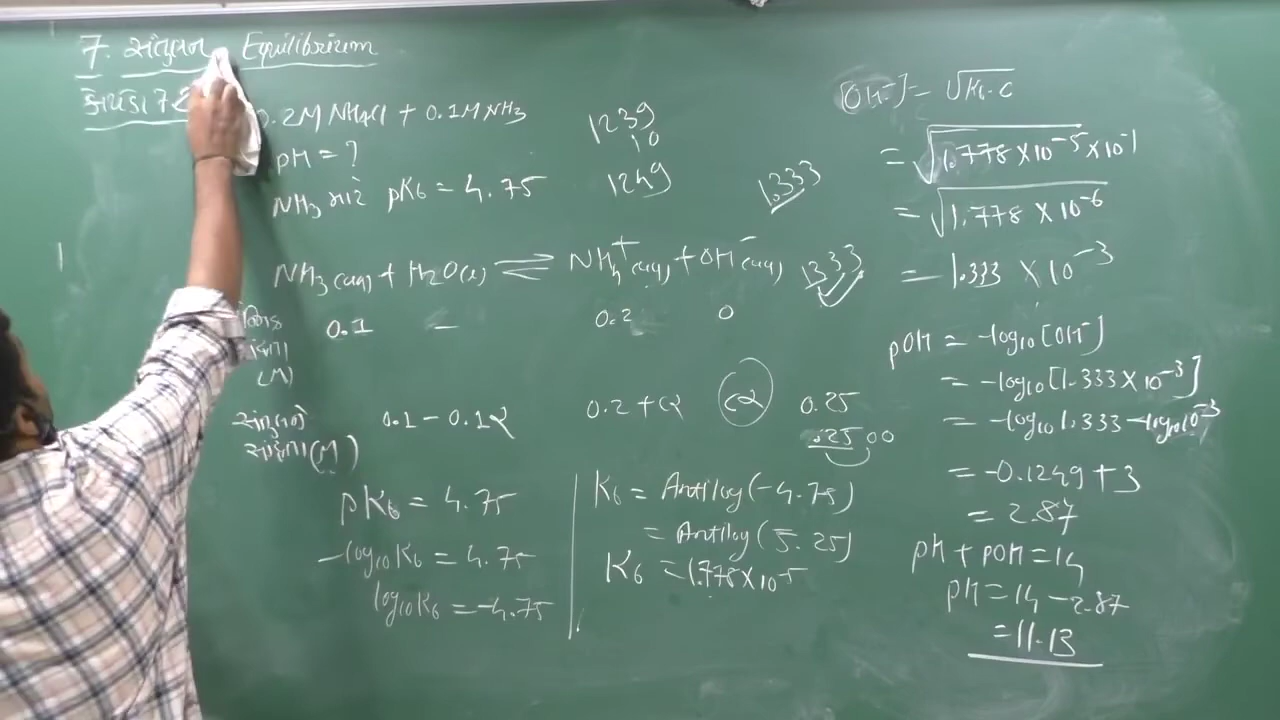 7. સંતુલન Equilibrium
0.2M NH4Cl + 0.1M NH3
pH = ?
NH3 માટે pKb = 4.75
1239
10
1249
1.333
NH3(aq) + H2O(l) ⇌ NH4+(aq) + OH-(aq)
1333
0.1 - 0.2 0
(M)
0.1 - 0.1α 0.2 + α α 0.25
.2500
(M)
pKb = 4.75
-log10 Kb = 4.75
log10 Kb = -4.75
Kb = Antilog(-4.75)
= Antilog(5.25)
Kb = 1.778 × 10-5
[OH-] = √Kb·C
= √1.778 × 10-5 × 10-1
= √1.778 × 10-6
= 1.333 × 10-3
pOH = -log10[OH-]
= -log10[1.333 × 10-3]
= -log10 1.333 - log10 10-3
= -0.1249 + 3
= 2.87
pH + pOH = 14
pH = 14 - 2.87
= 11.13